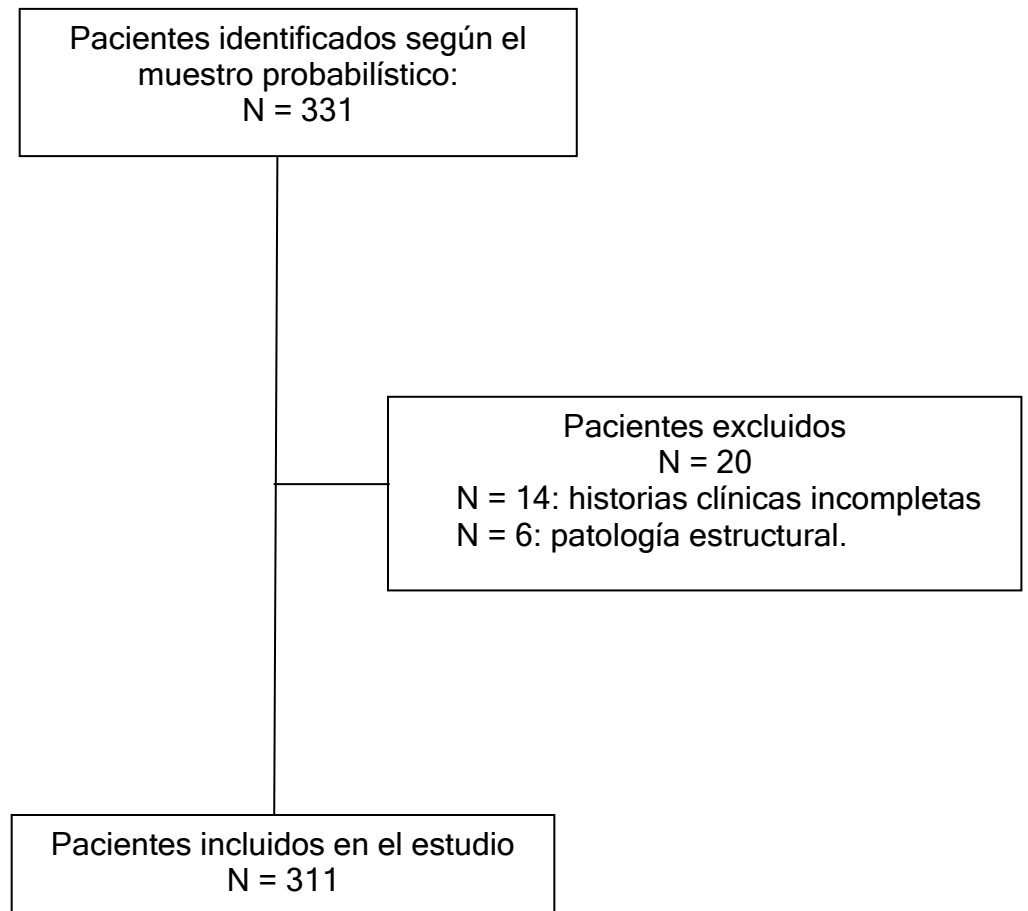 Pacientes identificados según el
muestro probabilístico:
N = 331
Pacientes excluidos
N = 20
N = 14: historias clínicas incompletas
N = 6: patología estructural.
Pacientes incluidos en el estudio
N = 311